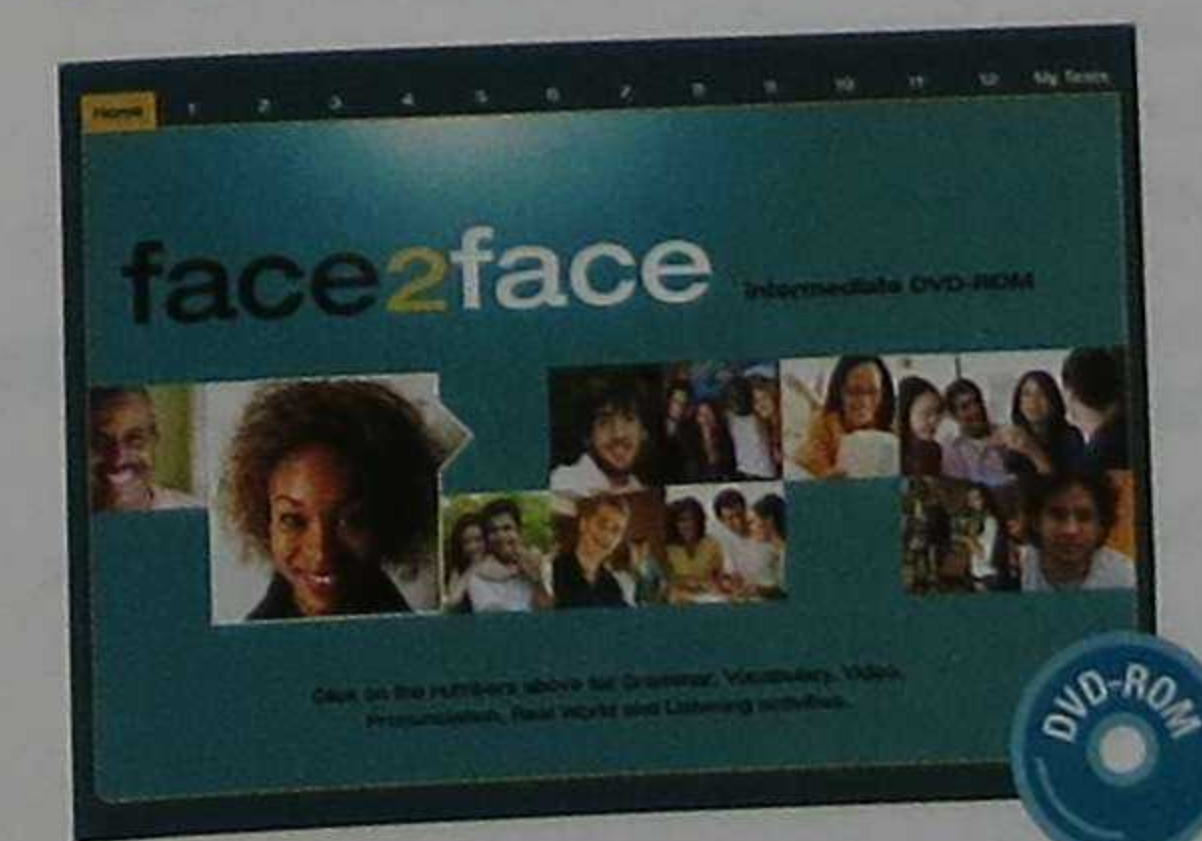 Home 1 2 3 4 5 6 7 8 9 10 11 12 My Tests
face2face Intermediate DVD-ROM
Click on the numbers above for Grammar, Vocabulary, Video,
Pronunciation, Real World and Listening activities.
DVD-ROM